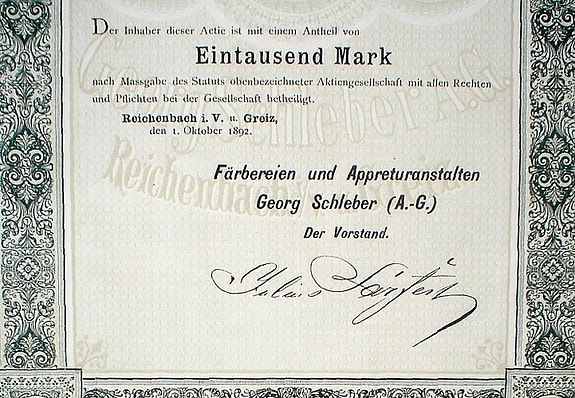 Der Inhaber dieser Actie ist mit einem Antheil von
Eintausend Mark
nach Massgabe des Statuts obenbezeichneter Aktiengesellschaft mit allen Rechten
und Pflichten bei der Gesellschaft betheiligt.
Reichenbach i. V. u. Greiz,
den 1. Oktober 1892.
Färbereien und Appreturanstalten
Georg Schleber (A.-G.)
Der Vorstand.
Julius